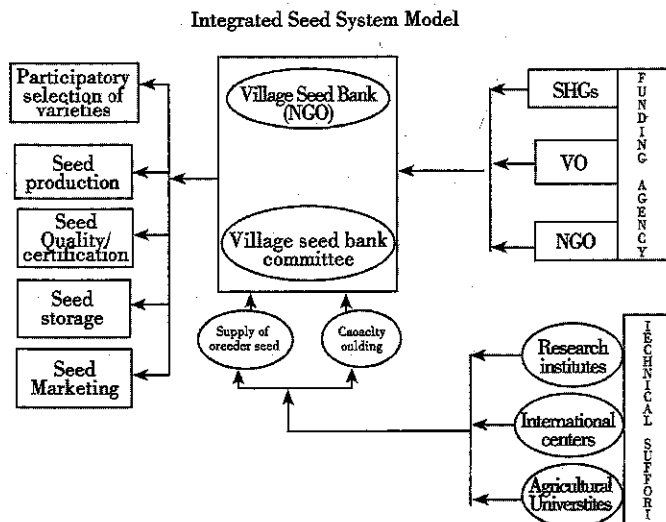 Integrated Seed System Model
Participatory
selection of
varieties
Seed
production
Seed
Quality/
certification
Seed
storage
Seed
Marketing
Village Seed Bank
(NGO)
Village seed bank
committee
Supply of
oreeder seed
Caoacity
oulding
SHGs
VO
NGO
FUNDING AGENCY
Research
institutes
International
centers
Agricultural
Universtites
IECHNICAL SUFFORI